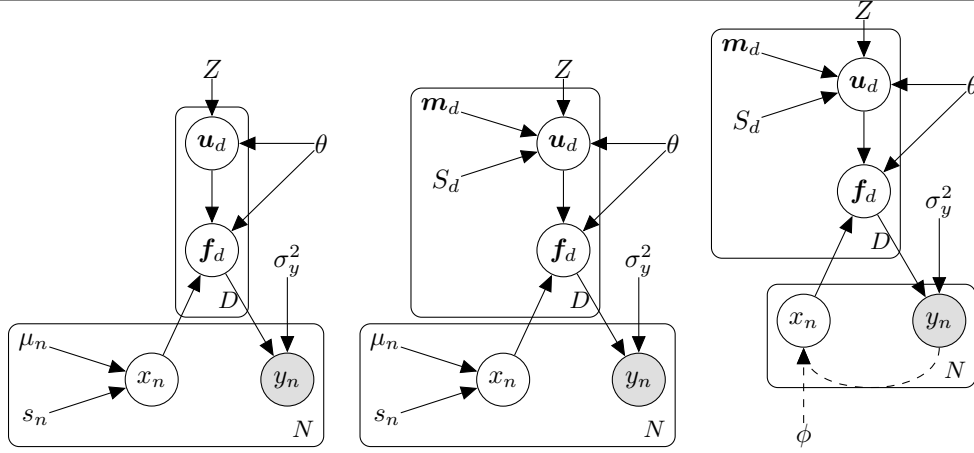 Z
u_d
θ
f_d
σ_y^2
D
μ_n
x_n
y_n
s_n
N
Z
m_d
u_d
θ
S_d
f_d
σ_y^2
D
μ_n
x_n
y_n
s_n
N
Z
m_d
u_d
θ
S_d
f_d
σ_y^2
D
x_n
y_n
N
ϕ